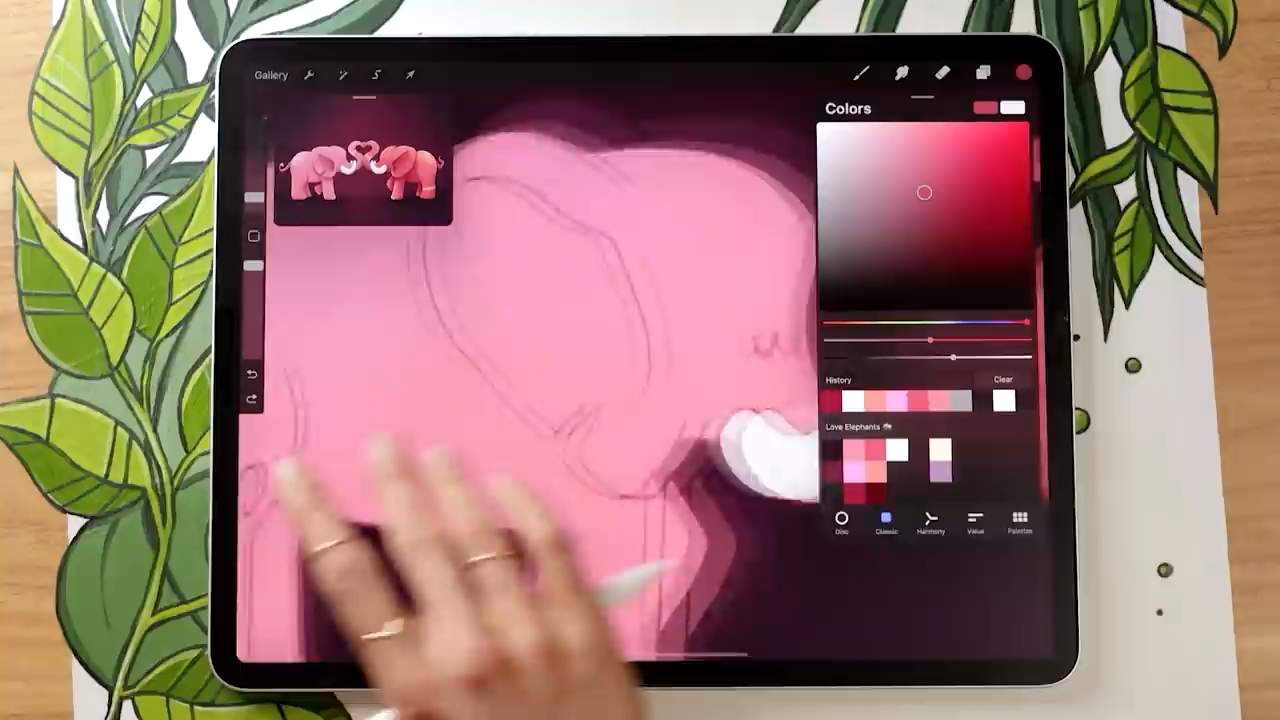 Gallery
Colors
History
Clear
Love Elephants
Disc
Classic
Harmony
Value
Palettes